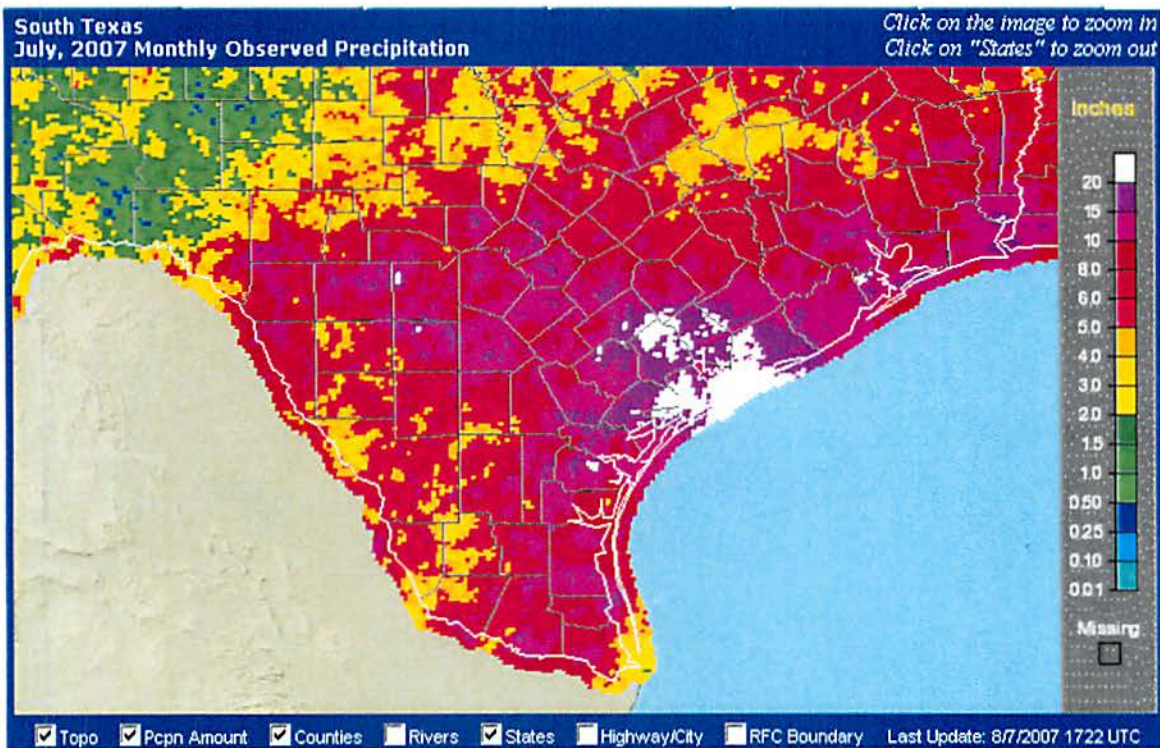 South Texas
July, 2007 Monthly Observed Precipitation
Click on the image to zoom in
Click on "States" to zoom out
Inches
20
15
10
8.0
6.0
5.0
4.0
3.0
2.0
1.5
1.0
0.50
0.25
0.10
0.01
Missing
Topo Pcpn Amount Counties Rivers States Highway/City RFC Boundary Last Update: 8/7/2007 1722 UTC